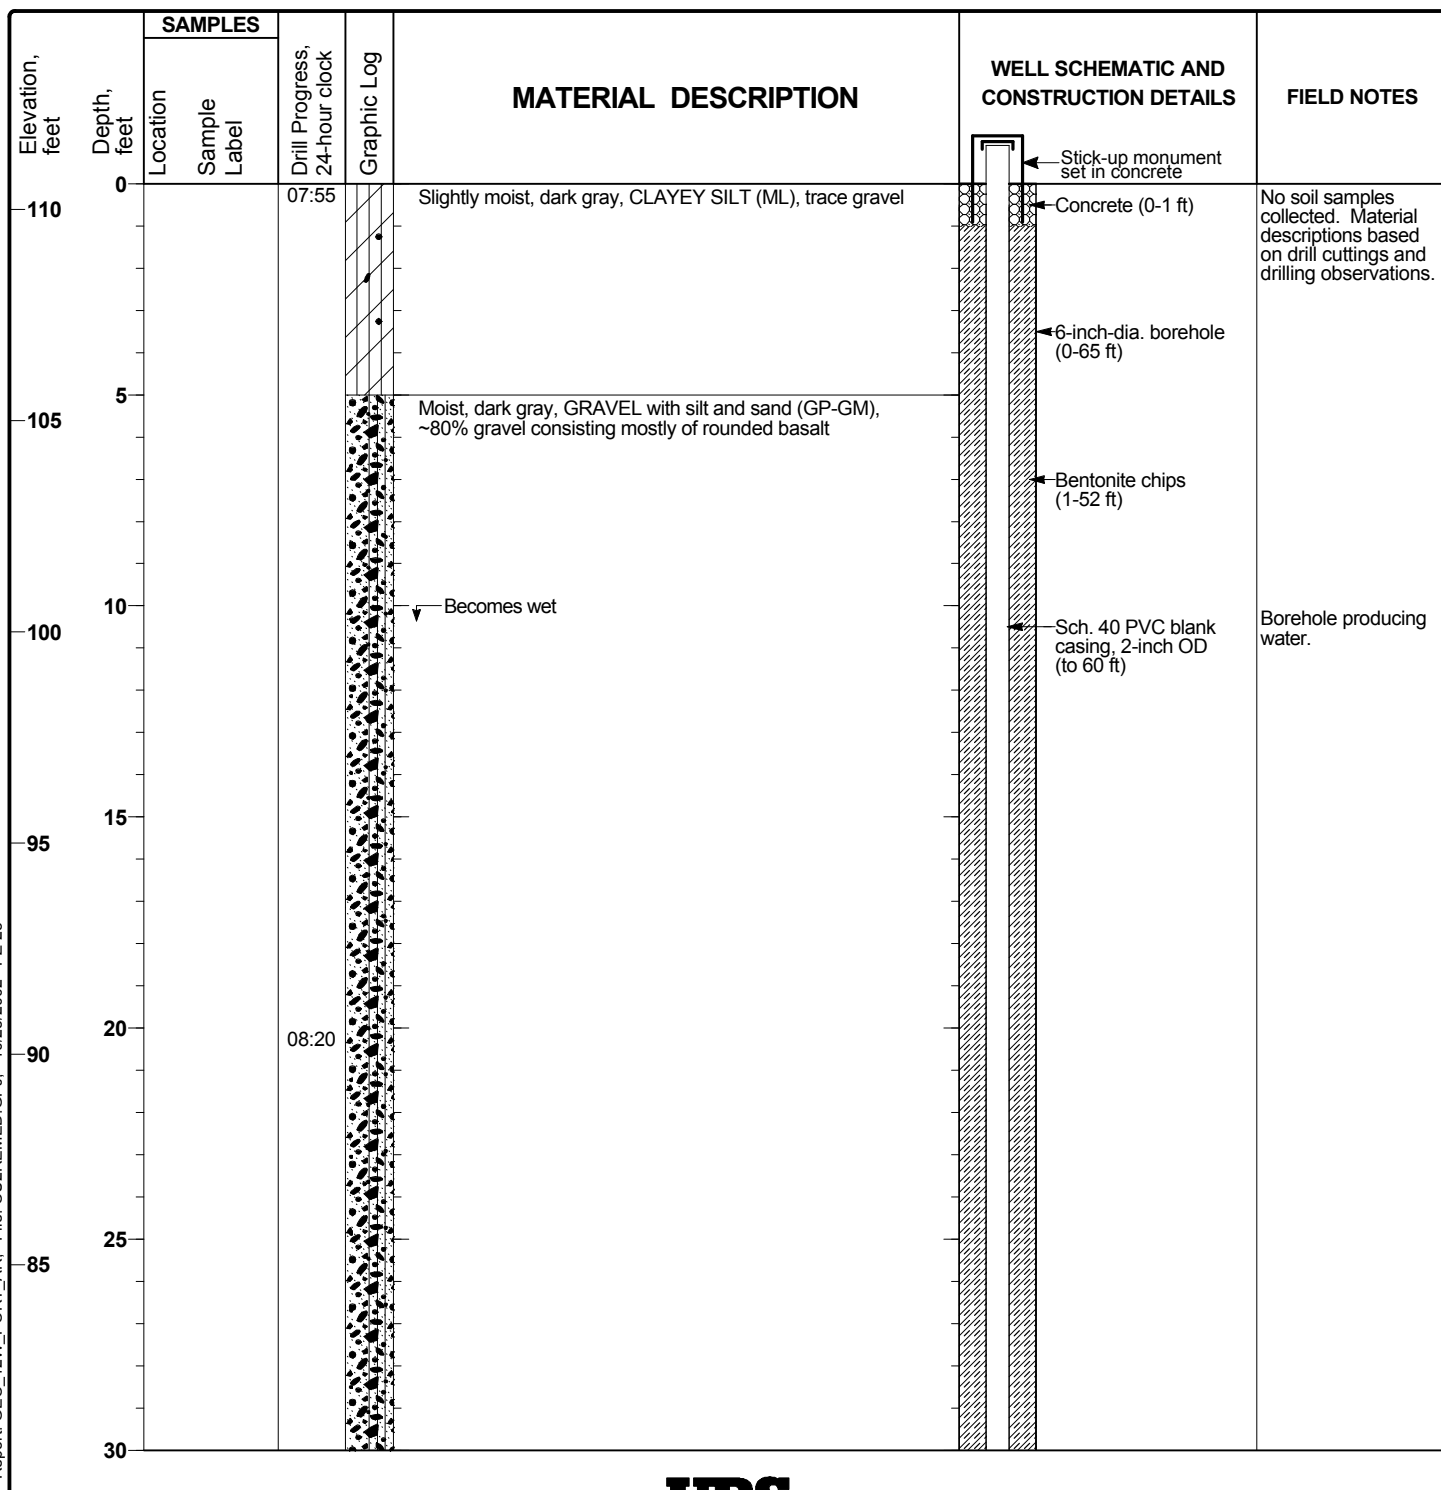 SAMPLES
Elevation,
feet
Depth,
feet
Location
Sample
Label
Drill Progress,
24-hour clock
Graphic Log
MATERIAL DESCRIPTION
WELL SCHEMATIC AND
CONSTRUCTION DETAILS
FIELD NOTES
Stick-up monument
set in concrete
0
07:55
Slightly moist, dark gray, CLAYEY SILT (ML), trace gravel
Concrete (0-1 ft)
No soil samples
collected. Material
descriptions based
on drill cuttings and
drilling observations.
110
6-inch-dia. borehole
(0-65 ft)
5
Moist, dark gray, GRAVEL with silt and sand (GP-GM),
~80% gravel consisting mostly of rounded basalt
105
Bentonite chips
(1-52 ft)
10
Becomes wet
100
Sch. 40 PVC blank
casing, 2-inch OD
(to 60 ft)
Borehole producing
water.
15
95
20
08:20
90
25
85
30